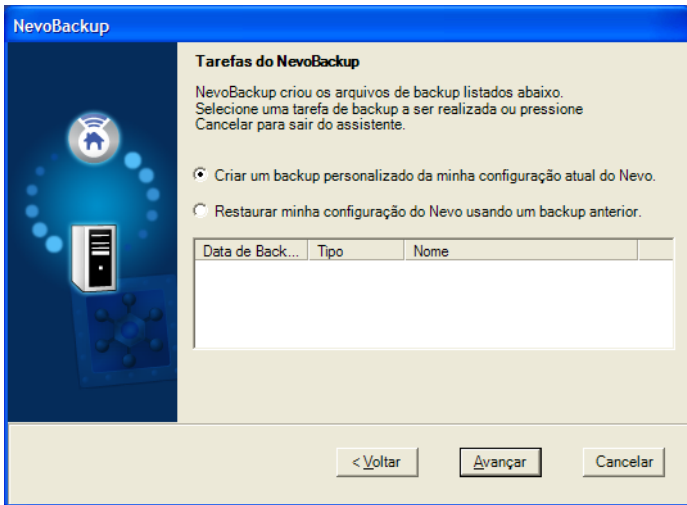 NevoBackup
Tarefas do NevoBackup
NevoBackup criou os arquivos de backup listados abaixo.
Selecione uma tarefa de backup a ser realizada ou pressione
Cancelar para sair do assistente.
Criar um backup personalizado da minha configuração atual do Nevo.
Restaurar minha configuração do Nevo usando um backup anterior.
Data de Back... Tipo Nome
< Voltar Avançar Cancelar